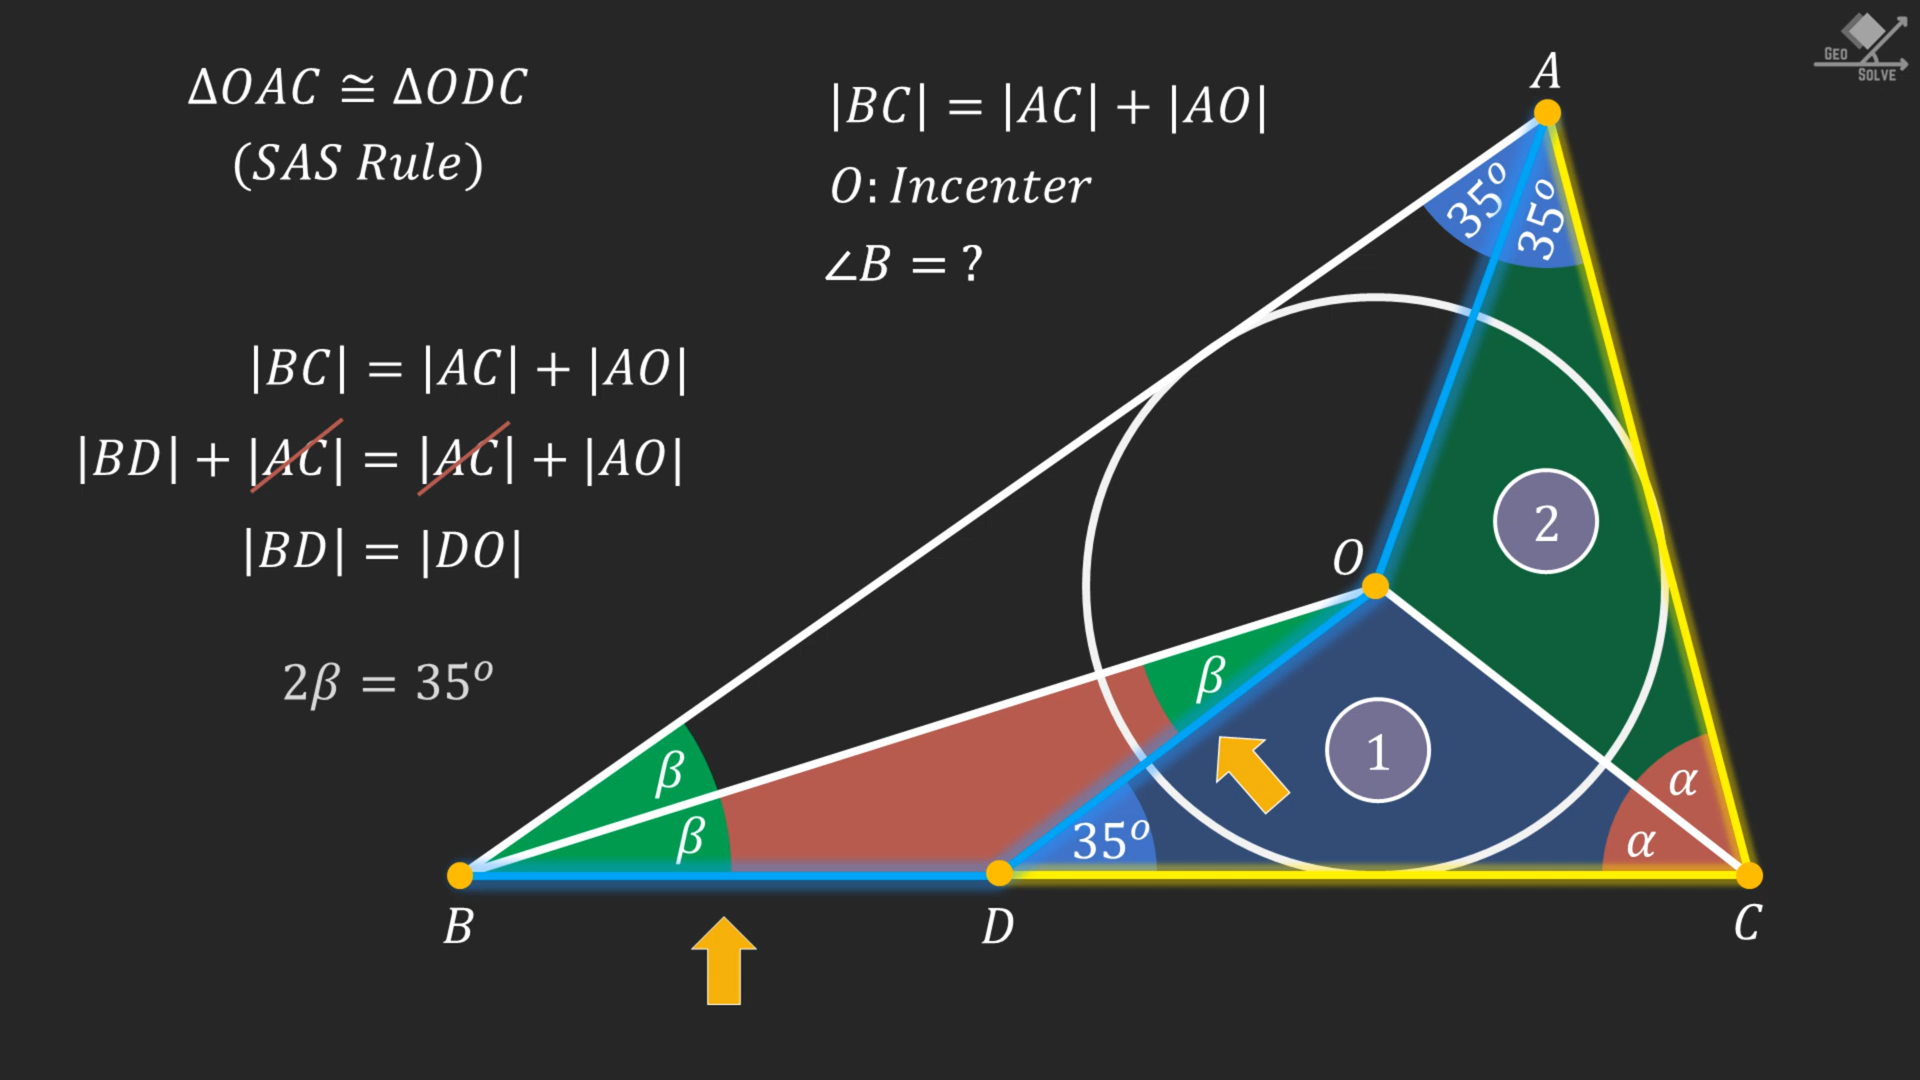 ΔOAC ≅ ΔODC
(SAS Rule)
|BC| = |AC| + |AO|
O: Incenter
∠B = ?
|BC| = |AC| + |AO|
|BD| + |AC| = |AC| + |AO|
|BD| = |DO|
2β = 35°
GEO
SOLVE
A
35°
35°
O
2
β
1
β
β
35°
α
α
B
D
C